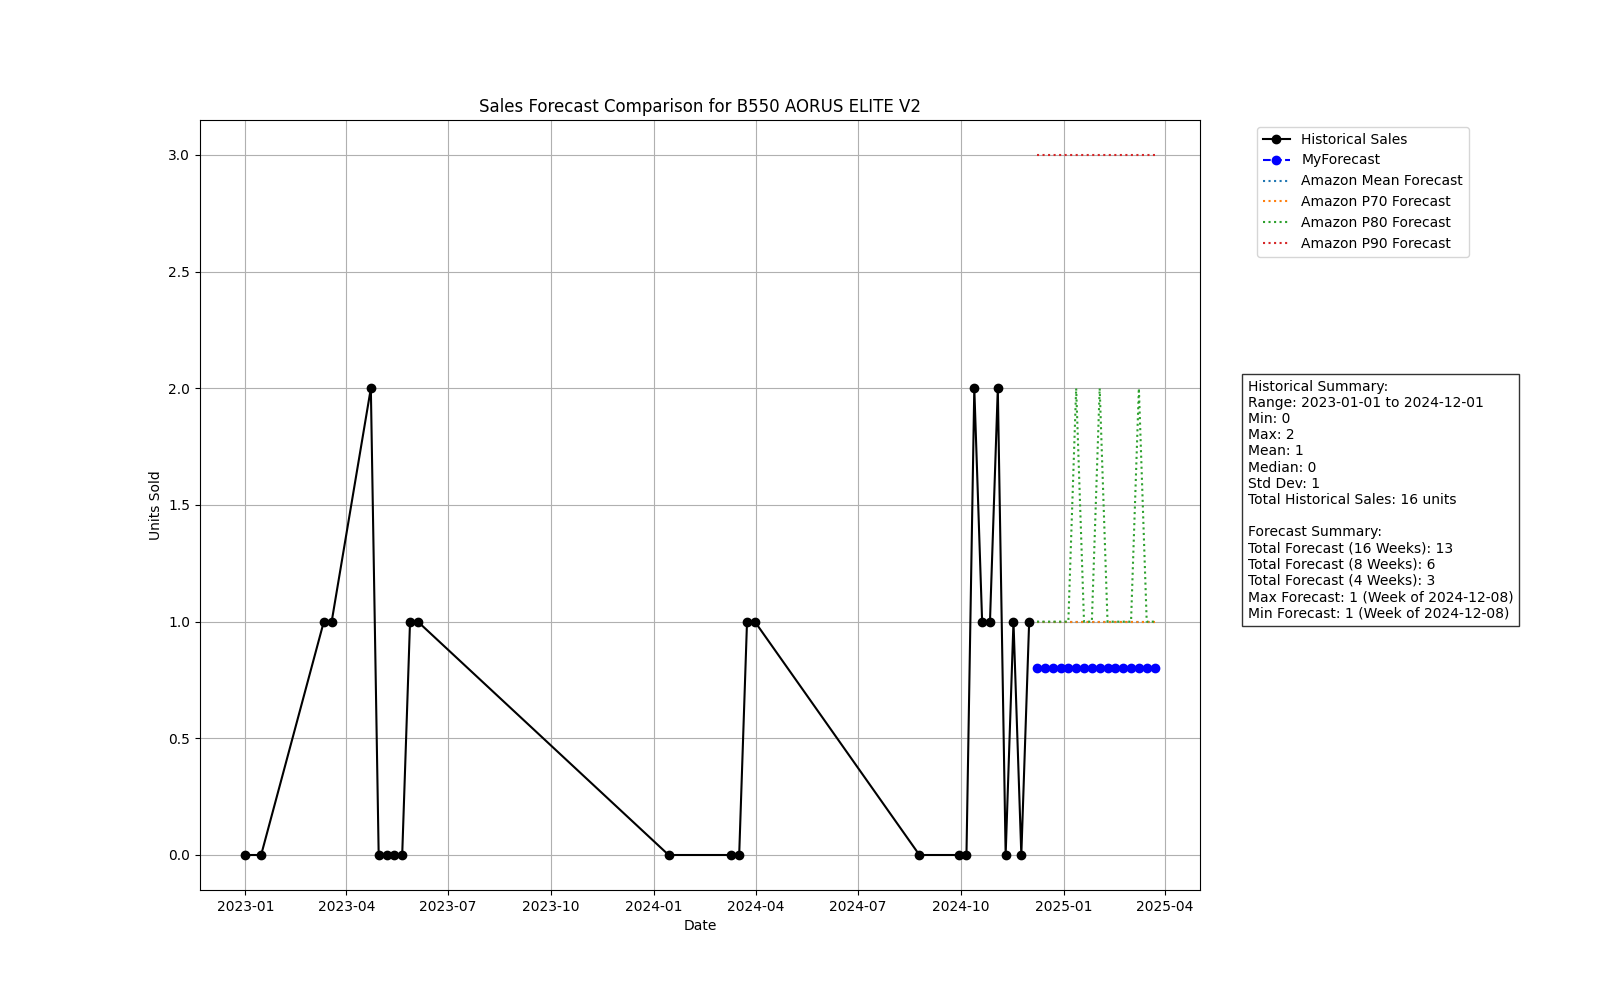 Sales Forecast Comparison for B550 AORUS ELITE V2
Units Sold
3.0
2.5
2.0
1.5
1.0
0.5
0.0
2023-01
2023-04
2023-07
2023-10
2024-01
2024-04
2024-07
2024-10
2025-01
2025-04
Date
Historical Sales
MyForecast
Amazon Mean Forecast
Amazon P70 Forecast
Amazon P80 Forecast
Amazon P90 Forecast
Historical Summary:
Range: 2023-01-01 to 2024-12-01
Min: 0
Max: 2
Mean: 1
Median: 0
Std Dev: 1
Total Historical Sales: 16 units
Forecast Summary:
Total Forecast (16 Weeks): 13
Total Forecast (8 Weeks): 6
Total Forecast (4 Weeks): 3
Max Forecast: 1 (Week of 2024-12-08)
Min Forecast: 1 (Week of 2024-12-08)